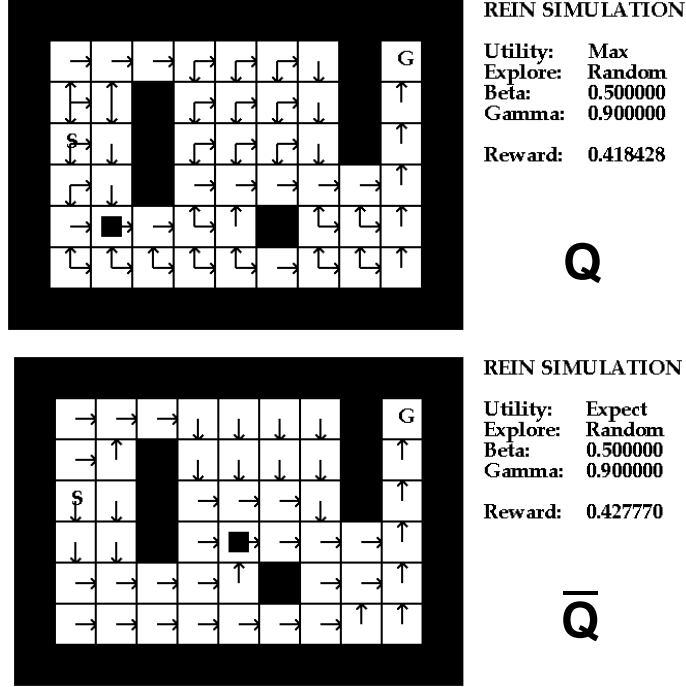 REIN SIMULATION
Utility: Max
Explore: Random
Beta: 0.500000
Gamma: 0.900000
Reward: 0.418428
G
S
Q
REIN SIMULATION
Utility: Expect
Explore: Random
Beta: 0.500000
Gamma: 0.900000
Reward: 0.427770
G
S
Q̅